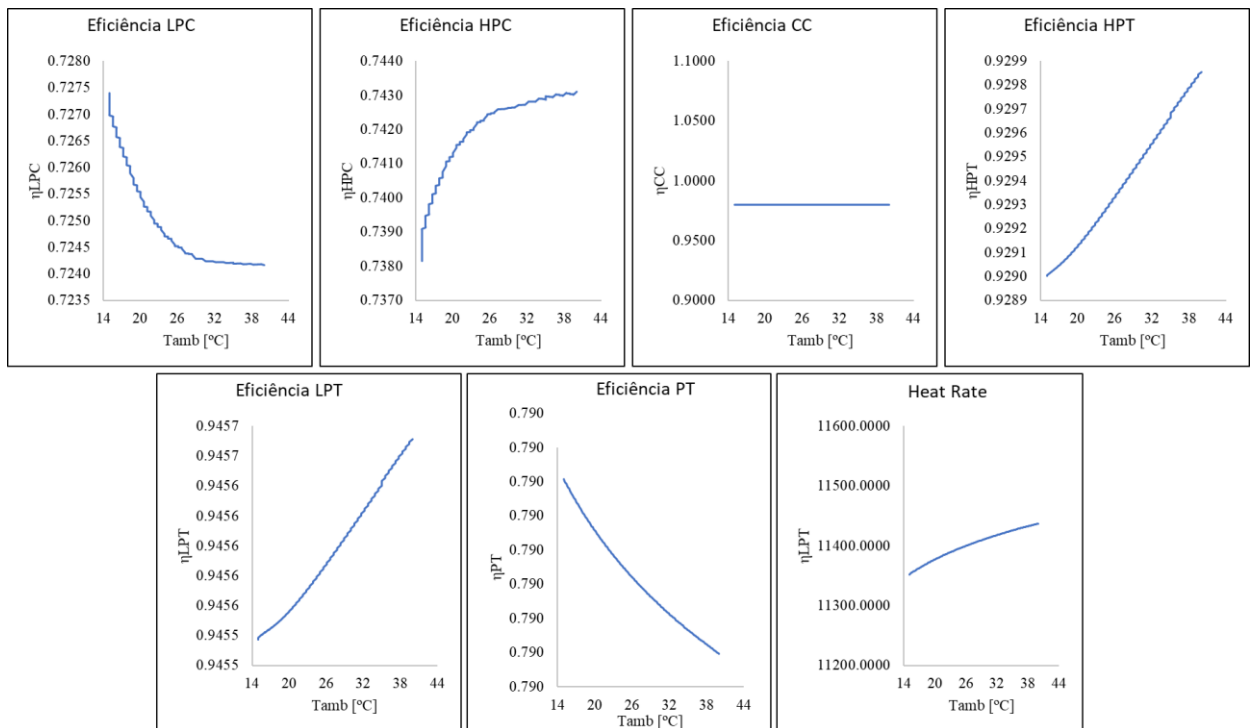 Eficiência LPC
0.7280
0.7275
0.7270
0.7265
0.7260
0.7255
0.7250
0.7245
0.7240
0.7235
ηLPC
14 20 26 32 38 44
Tamb [ºC]
Eficiência HPC
0.7440
0.7430
0.7420
0.7410
0.7400
0.7390
0.7380
0.7370
ηHPC
14 20 26 32 38 44
Tamb [ºC]
Eficiência CC
1.1000
1.0500
1.0000
0.9500
0.9000
ηCC
14 20 26 32 38 44
Tamb [ºC]
Eficiência HPT
0.9299
0.9298
0.9297
0.9296
0.9295
0.9294
0.9293
0.9292
0.9291
0.9290
0.9289
ηHPT
14 20 26 32 38 44
Tamb [ºC]
Eficiência LPT
0.9457
0.9457
0.9456
0.9456
0.9456
0.9456
0.9456
0.9455
0.9455
ηLPT
14 20 26 32 38 44
Tamb [ºC]
Eficiência PT
0.790
0.790
0.790
0.790
0.790
0.790
0.790
0.790
0.790
ηPT
14 20 26 32 38 44
Tamb [ºC]
Heat Rate
11600.0000
11500.0000
11400.0000
11300.0000
11200.0000
ηLPT
14 20 26 32 38 44
Tamb [ºC]